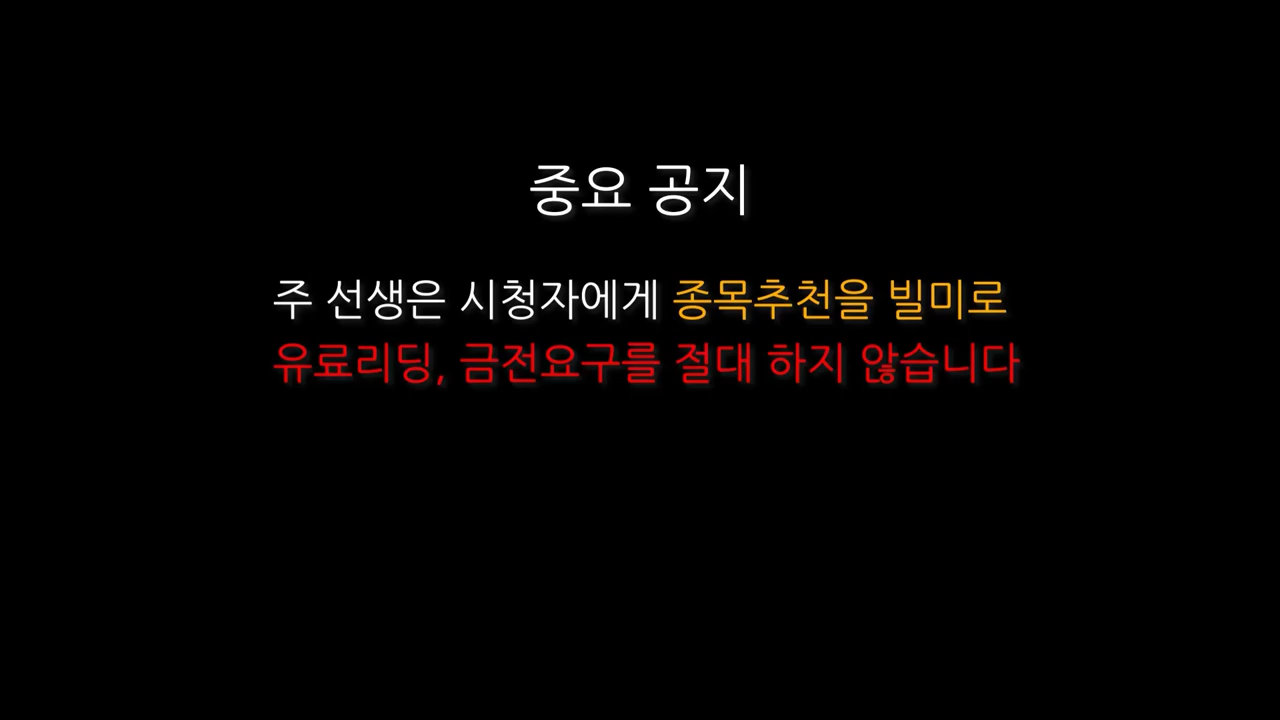 중요 공지
주 선생은 시청자에게 종목추천을 빌미로
유료리딩, 금전요구를 절대 하지 않습니다